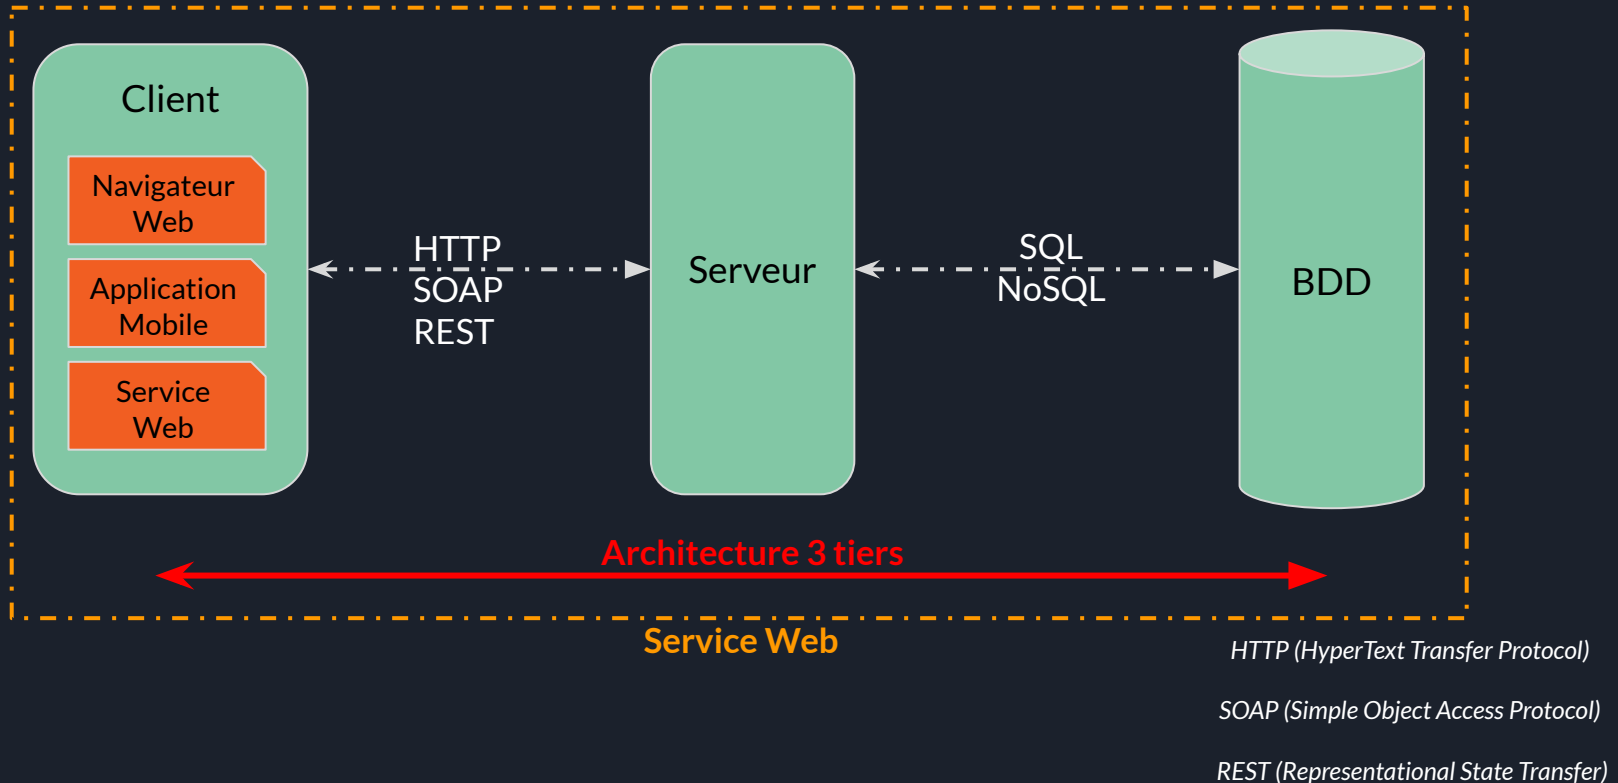 Client
Navigateur
Web
Application
Mobile
Service
Web
HTTP
SOAP
REST
Serveur
SQL
NoSQL
BDD
Architecture 3 tiers
Service Web
HTTP (HyperText Transfer Protocol)
SOAP (Simple Object Access Protocol)
REST (Representational State Transfer)